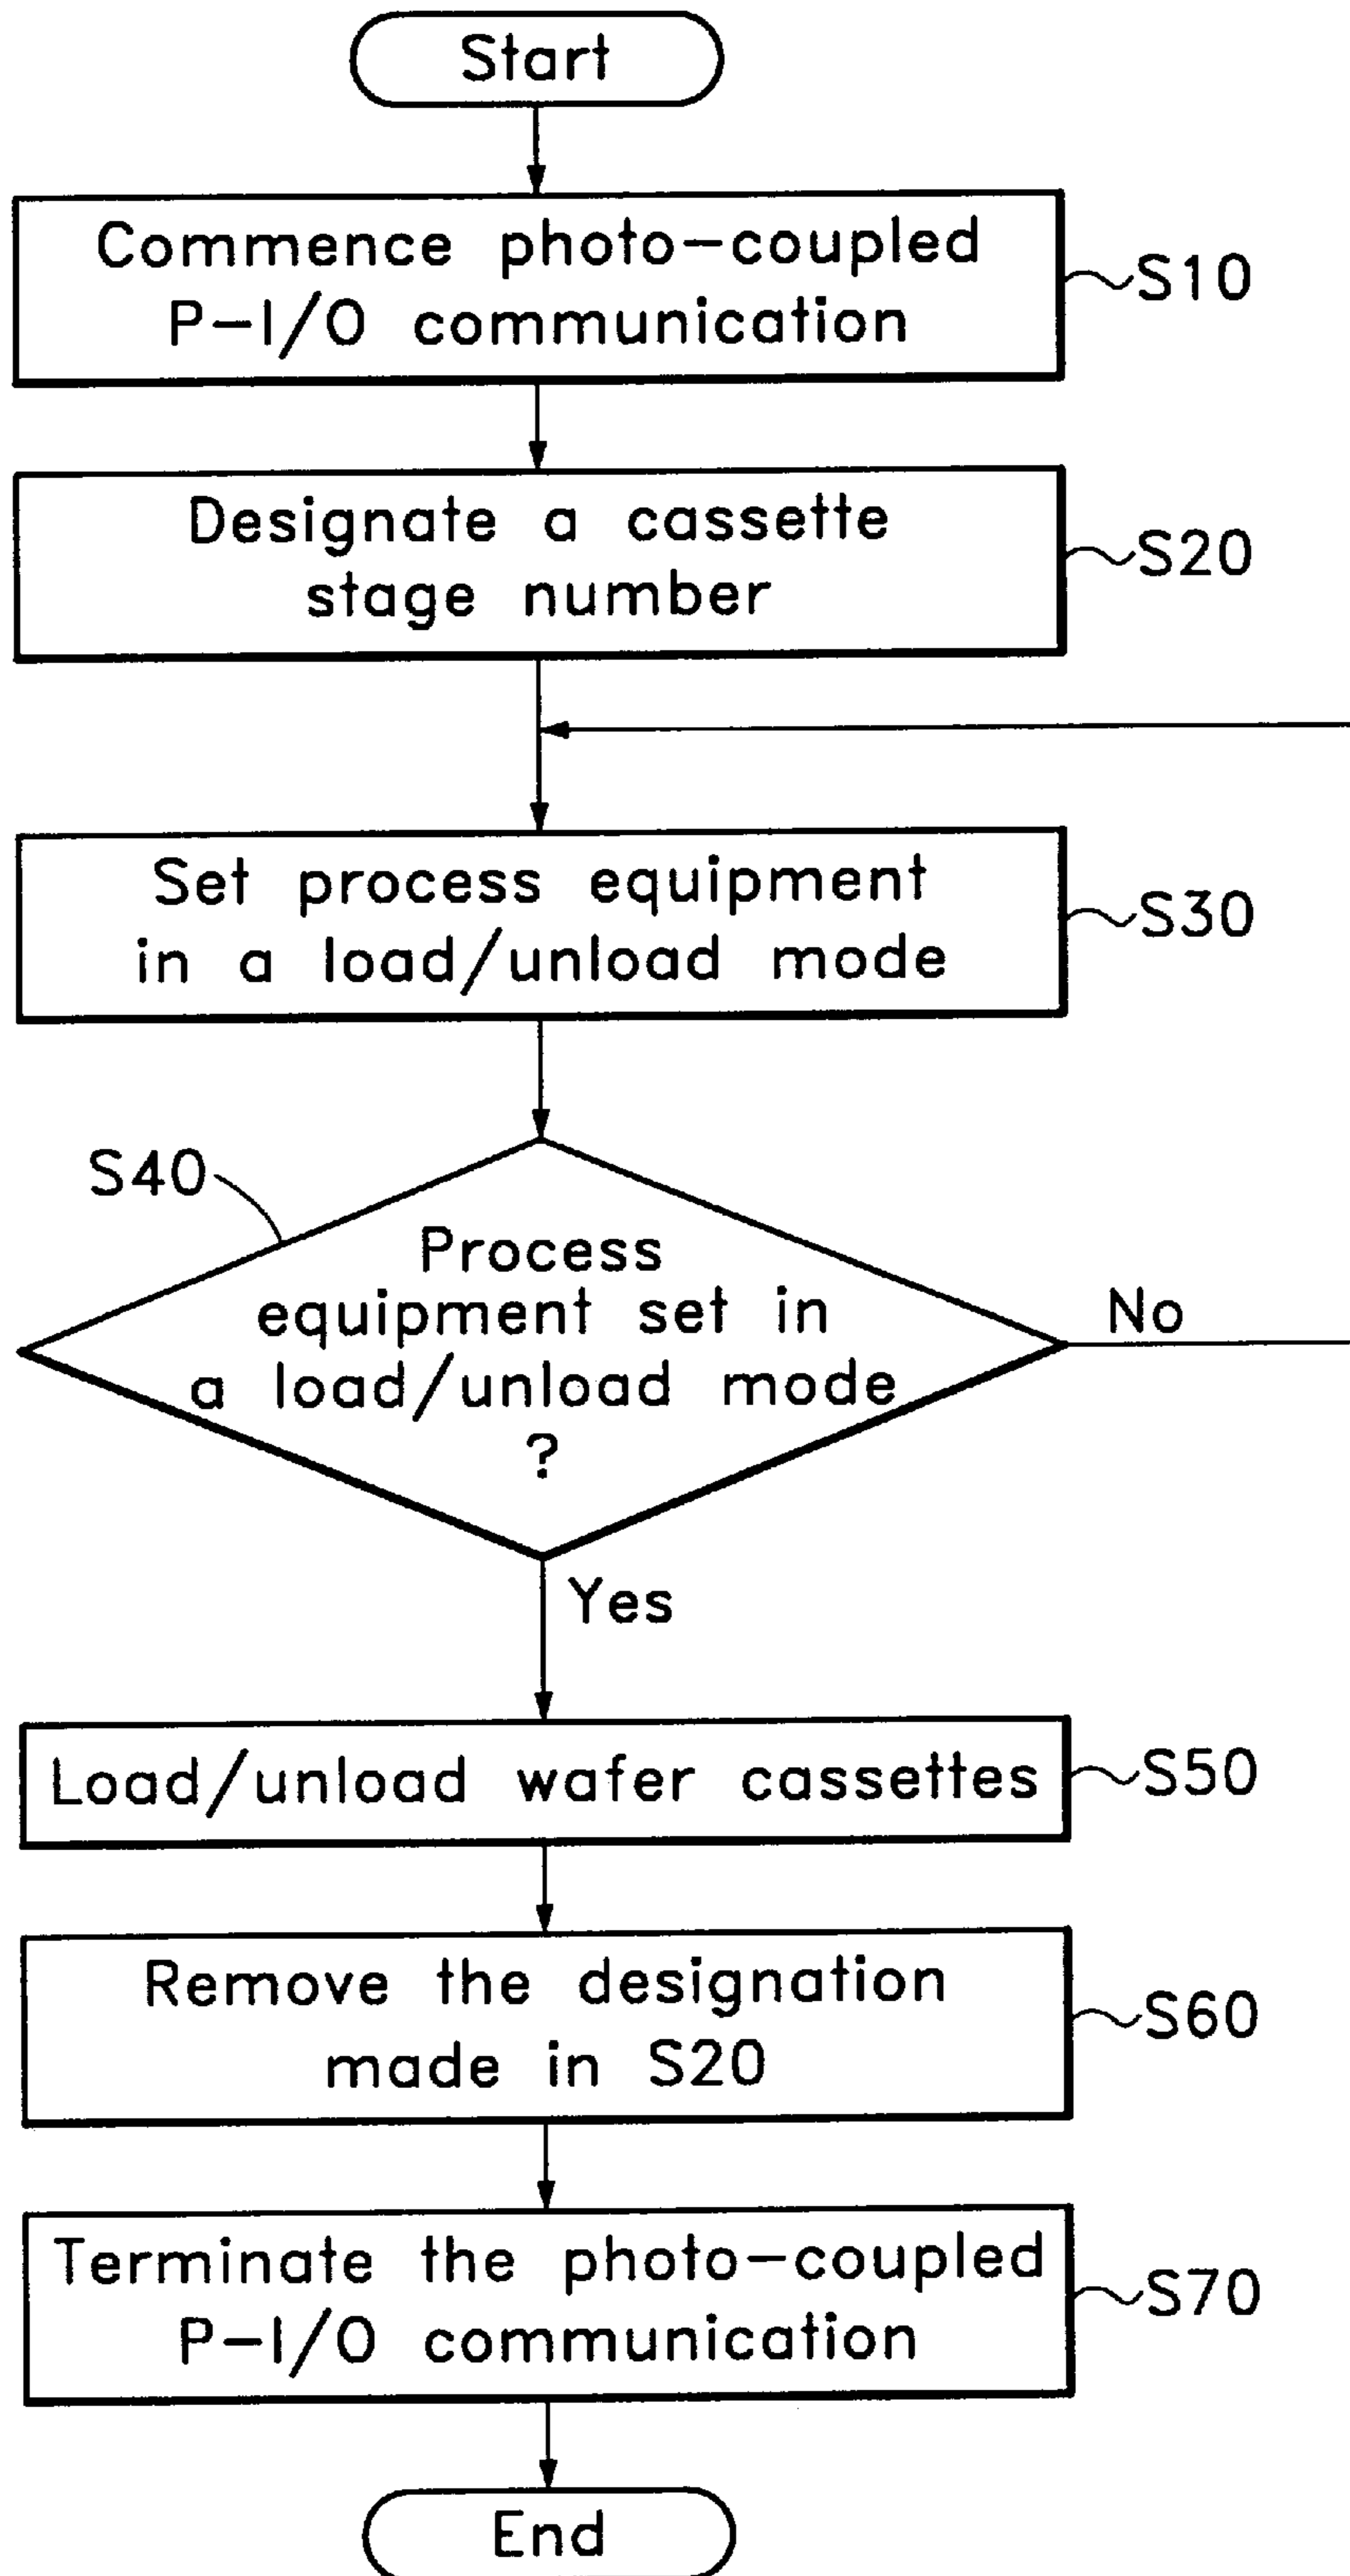 Start
Commence photo-coupled
P-I/O communication
S10
Designate a cassette
stage number
S20
Set process equipment
in a load/unload mode
S30
S40
Process
equipment set in
a load/unload mode
?
No
Yes
Load/unload wafer cassettes
S50
Remove the designation
made in S20
S60
Terminate the photo-coupled
P-I/O communication
S70
End